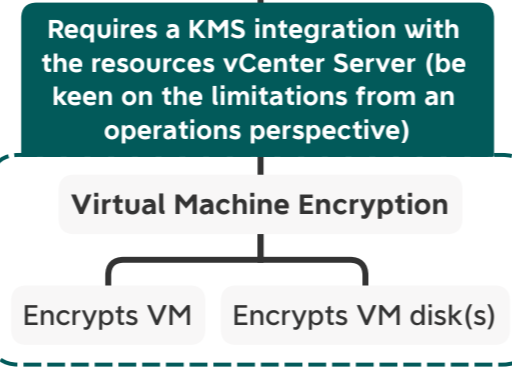 Requires a KMS integration with
the resources vCenter Server (be
keen on the limitations from an
operations perspective)
Virtual Machine Encryption
Encrypts VM
Encrypts VM disk(s)